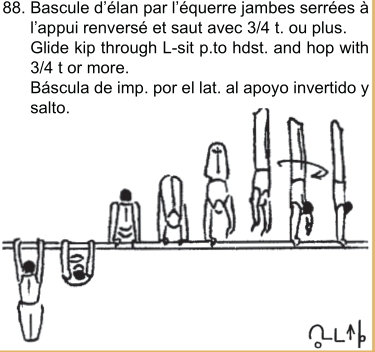 88. Bascule d'élan par l'équerre jambes serrées à
l'appui renversé et saut avec 3/4 t. ou plus.
Glide kip through L-sit p.to hdst. and hop with
3/4 t or more.
Báscula de imp. por el lat. al apoyo invertido y
salto.